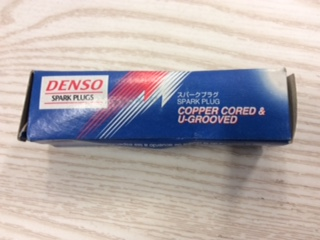 DENSO
SPARK PLUGS
スパークプラグ
SPARK PLUG
COPPER CORED &
U-GROOVED